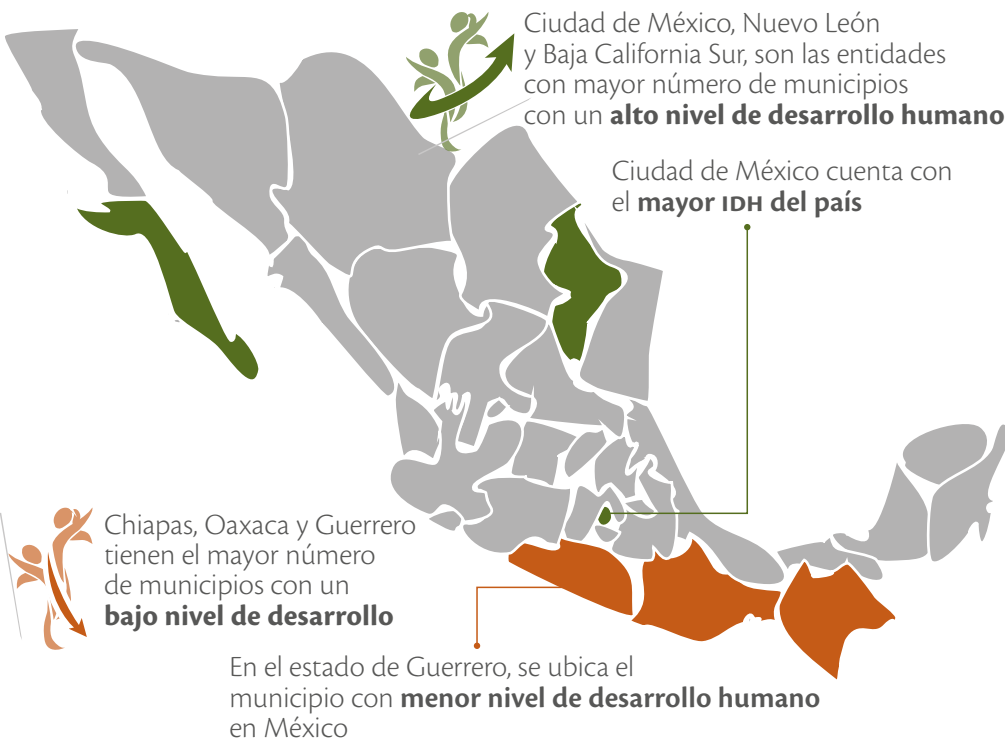 Ciudad de México, Nuevo León
y Baja California Sur, son las entidades
con mayor número de municipios
con un alto nivel de desarrollo humano
Ciudad de México cuenta con
el mayor IDH del país
Chiapas, Oaxaca y Guerrero
tienen el mayor número
de municipios con un
bajo nivel de desarrollo
En el estado de Guerrero, se ubica el
municipio con menor nivel de desarrollo humano
en México